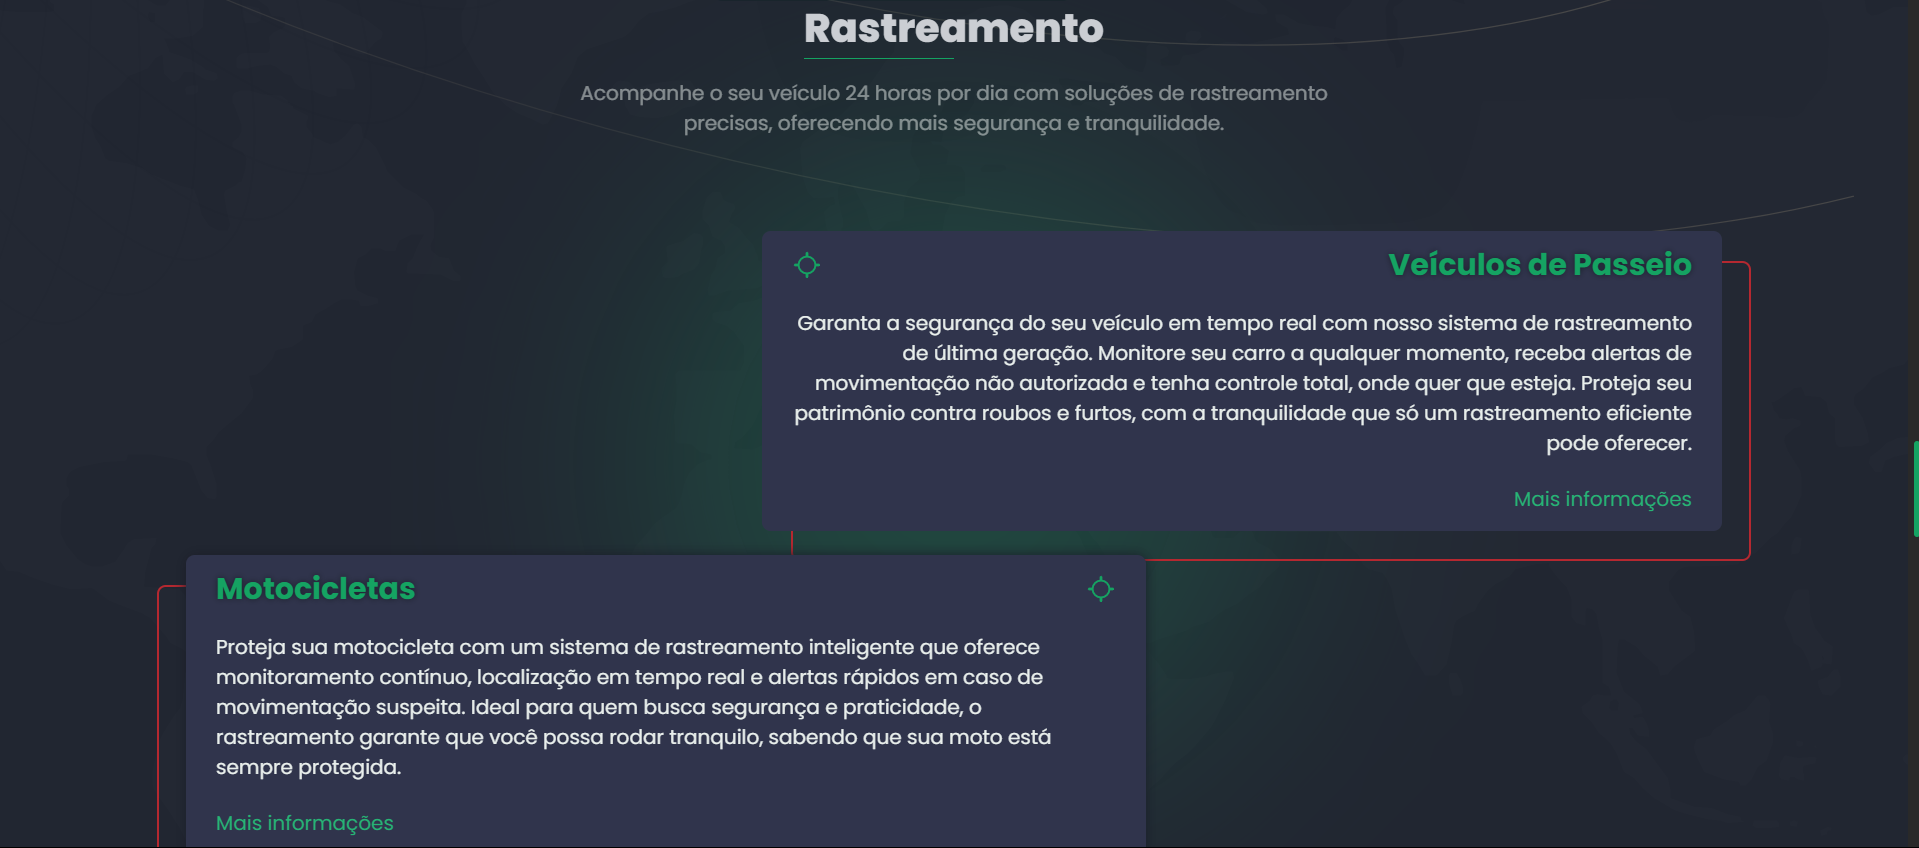 Rastreamento
Acompanhe o seu veículo 24 horas por dia com soluções de rastreamento
precisas, oferecendo mais segurança e tranquilidade.
Veículos de Passeio
Garanta a segurança do seu veículo em tempo real com nosso sistema de rastreamento
de última geração. Monitore seu carro a qualquer momento, receba alertas de
movimentação não autorizada e tenha controle total, onde quer que esteja. Proteja seu
patrimônio contra roubos e furtos, com a tranquilidade que só um rastreamento eficiente
pode oferecer.
Mais informações
Motocicletas
Proteja sua motocicleta com um sistema de rastreamento inteligente que oferece
monitoramento contínuo, localização em tempo real e alertas rápidos em caso de
movimentação suspeita. Ideal para quem busca segurança e praticidade, o
rastreamento garante que você possa rodar tranquilo, sabendo que sua moto está
sempre protegida.
Mais informações